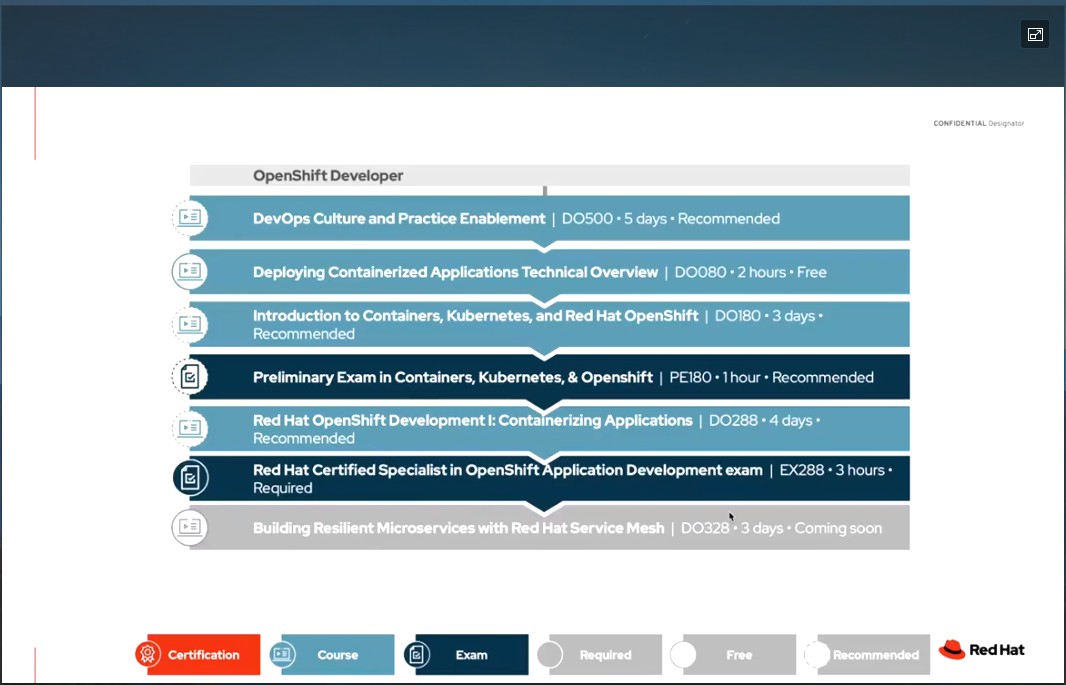 CONFIDENTIAL Designator
OpenShift Developer
DevOps Culture and Practice Enablement | DO500 • 5 days • Recommended
Deploying Containerized Applications Technical Overview | DO080 • 2 hours • Free
Introduction to Containers, Kubernetes, and Red Hat OpenShift | DO180 • 3 days •
Recommended
Preliminary Exam in Containers, Kubernetes, & Openshift | PE180 • 1 hour • Recommended
Red Hat OpenShift Development I: Containerizing Applications | DO288 • 4 days •
Recommended
Red Hat Certified Specialist in OpenShift Application Development exam | EX288 • 3 hours •
Required
Building Resilient Microservices with Red Hat Service Mesh | DO328 • 3 days • Coming soon
Certification
Course
Exam
Required
Free
Recommended
Red Hat